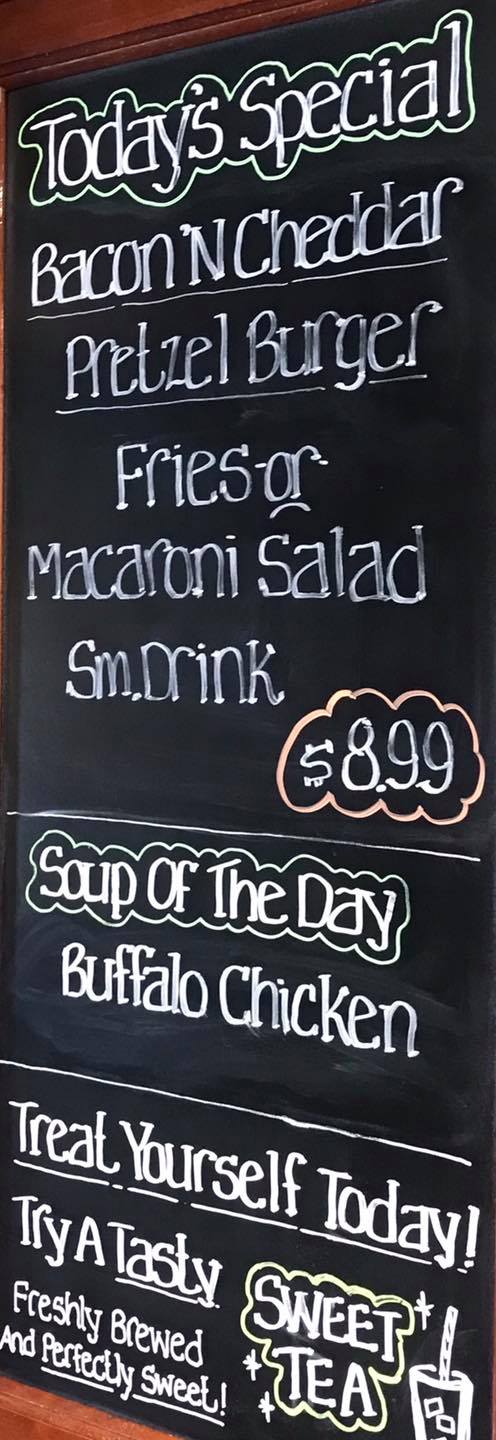 Today's Special
Bacon 'N Cheddar
Pretzel Burger
Fries-or-
Macaroni Salad
Sm. Drink
$8.99
Soup Of The Day
Buffalo Chicken
Treat Yourself Today!
Try A Tasty
Freshly Brewed
And Perfectly Sweet!
SWEET
TEA